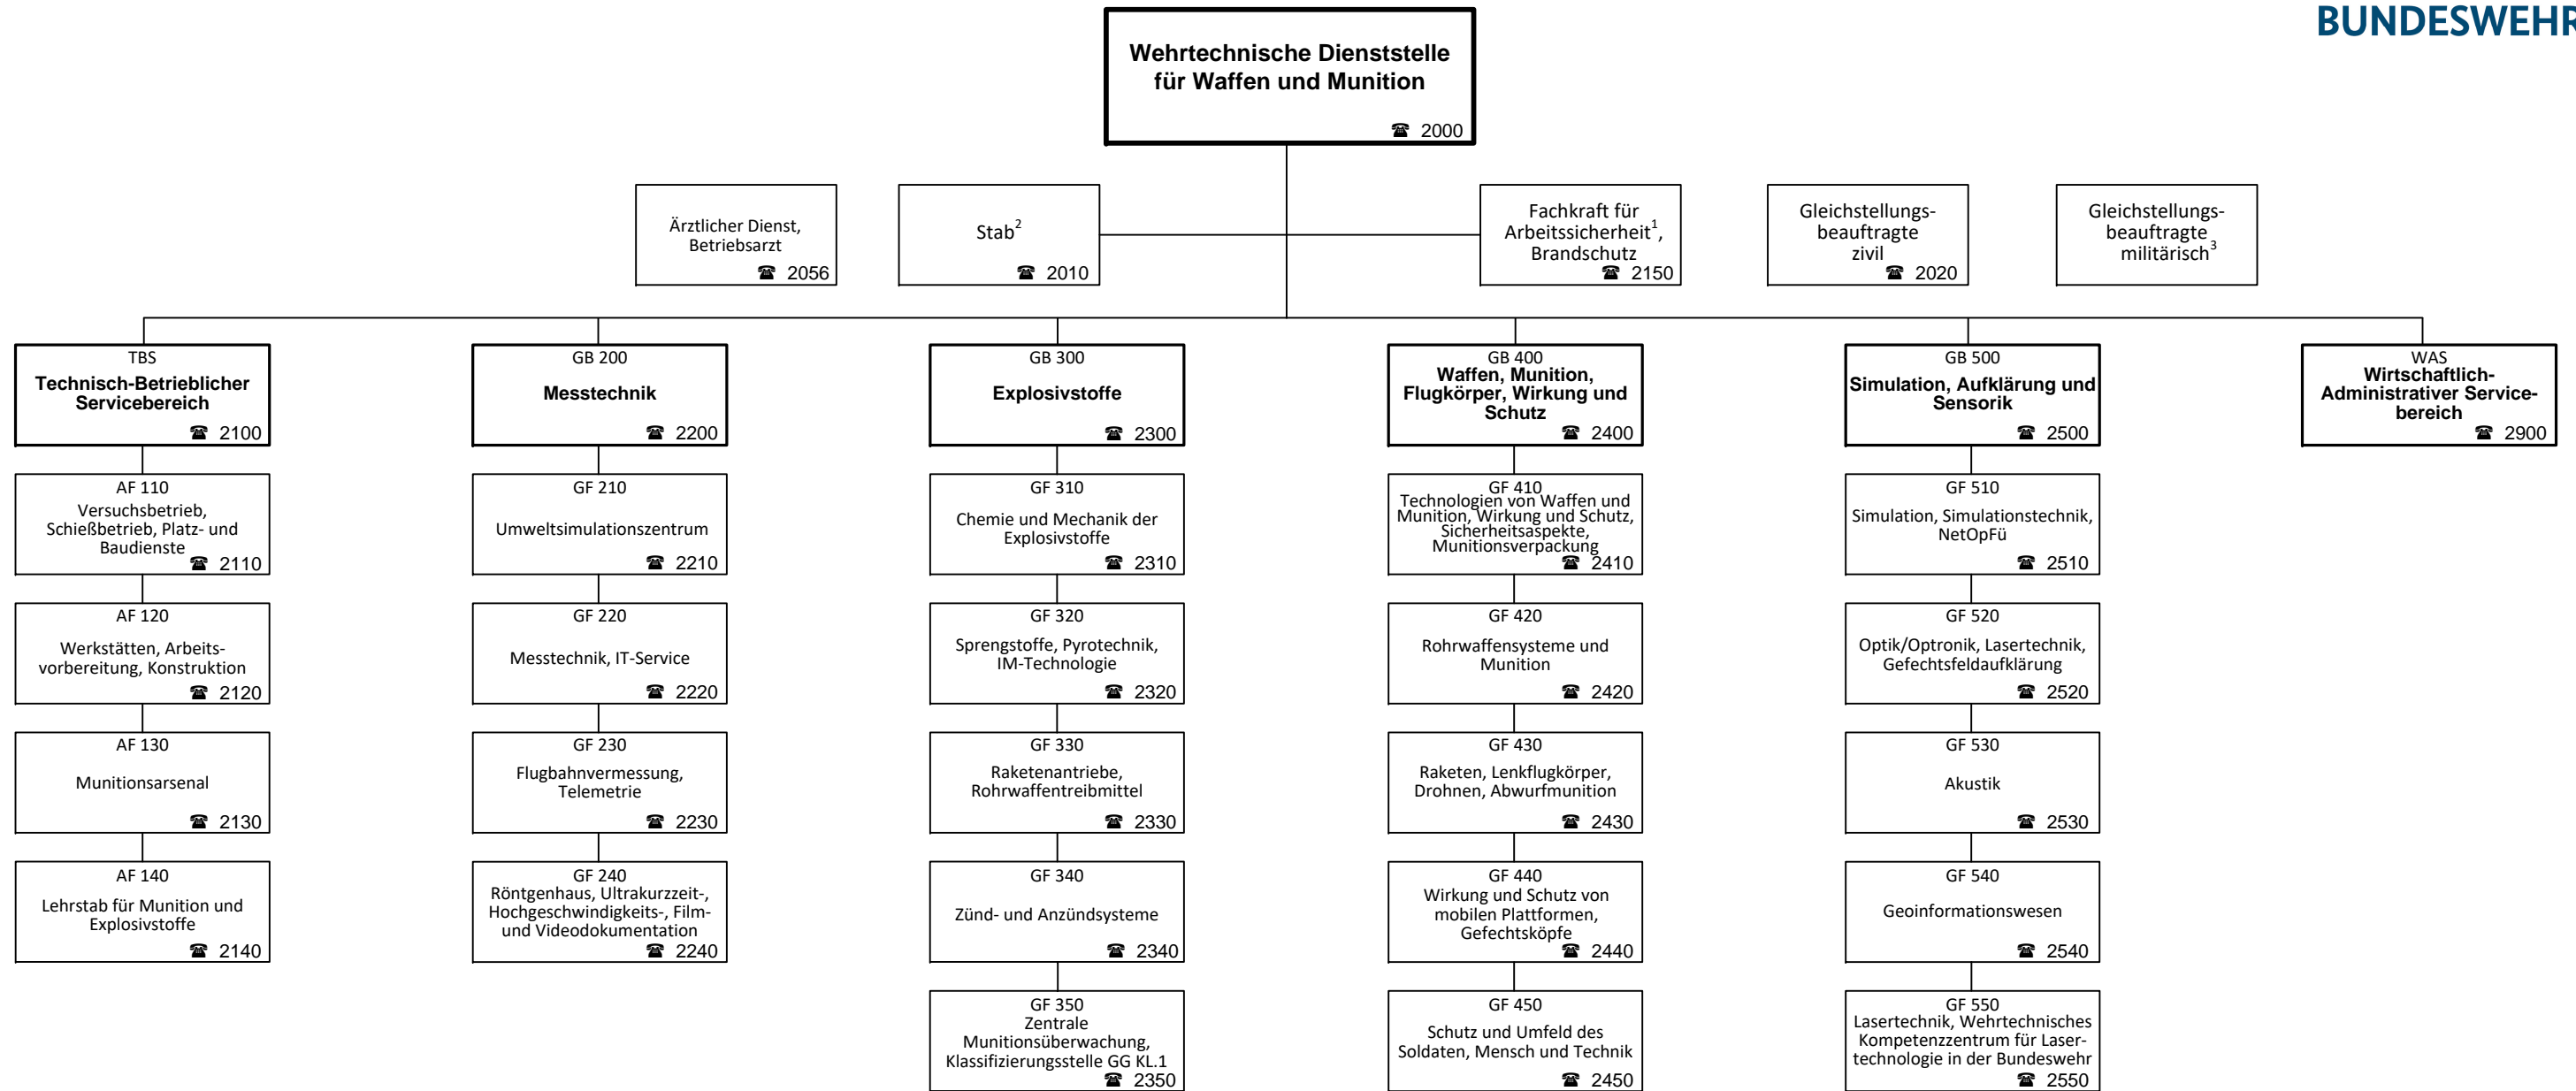 BUNDESWEHR
Wehrtechnische Dienststelle
für Waffen und Munition
☎ 2000
Ärztlicher Dienst,
Betriebsarzt
☎ 2056
Stab²
☎ 2010
Fachkraft für
Arbeitssicherheit¹,
Brandschutz
☎ 2150
Gleichstellungs-
beauftragte
zivil
☎ 2020
Gleichstellungs-
beauftragte
militärisch³
TBS
Technisch-Betrieblicher
Servicebereich
☎ 2100
AF 110
Versuchsbetrieb,
Schießbetrieb, Platz- und
Baudienste
☎ 2110
AF 120
Werkstätten, Arbeits-
vorbereitung, Konstruktion
☎ 2120
AF 130
Munitionsarsenal
☎ 2130
AF 140
Lehrstab für Munition und
Explosivstoffe
☎ 2140
GB 200
Messtechnik
☎ 2200
GF 210
Umweltsimulationszentrum
☎ 2210
GF 220
Messtechnik, IT-Service
☎ 2220
GF 230
Flugbahnvermessung,
Telemetrie
☎ 2230
GF 240
Röntgenhaus, Ultrakurzzeit-,
Hochgeschwindigkeits-, Film-
und Videodokumentation
☎ 2240
GB 300
Explosivstoffe
☎ 2300
GF 310
Chemie und Mechanik der
Explosivstoffe
☎ 2310
GF 320
Sprengstoffe, Pyrotechnik,
IM-Technologie
☎ 2320
GF 330
Raketenantriebe,
Rohrwaffentreibmittel
☎ 2330
GF 340
Zünd- und Anzündsysteme
☎ 2340
GF 350
Zentrale
Munitionsüberwachung,
Klassifizierungsstelle GG KL.1
☎ 2350
GB 400
Waffen, Munition,
Flugkörper, Wirkung und
Schutz
☎ 2400
GF 410
Technologien von Waffen und
Munition, Wirkung und Schutz,
Sicherheitsaspekte,
Munitionsverpackung
☎ 2410
GF 420
Rohrwaffensysteme und
Munition
☎ 2420
GF 430
Raketen, Lenkflugkörper,
Drohnen, Abwurfmunition
☎ 2430
GF 440
Wirkung und Schutz von
mobilen Plattformen,
Gefechtsköpfe
☎ 2440
GF 450
Schutz und Umfeld des
Soldaten, Mensch und Technik
☎ 2450
GB 500
Simulation, Aufklärung und
Sensorik
☎ 2500
GF 510
Simulation, Simulationstechnik,
NetOpFü
☎ 2510
GF 520
Optik/Optronik, Lasertechnik,
Gefechtsfeldaufklärung
☎ 2520
GF 530
Akustik
☎ 2530
GF 540
Geoinformationswesen
☎ 2540
GF 550
Lasertechnik, Wehrtechnisches
Kompetenzzentrum für Laser-
technologie in der Bundeswehr
☎ 2550
WAS
Wirtschaftlich-
Administrativer Service-
bereich
☎ 2900